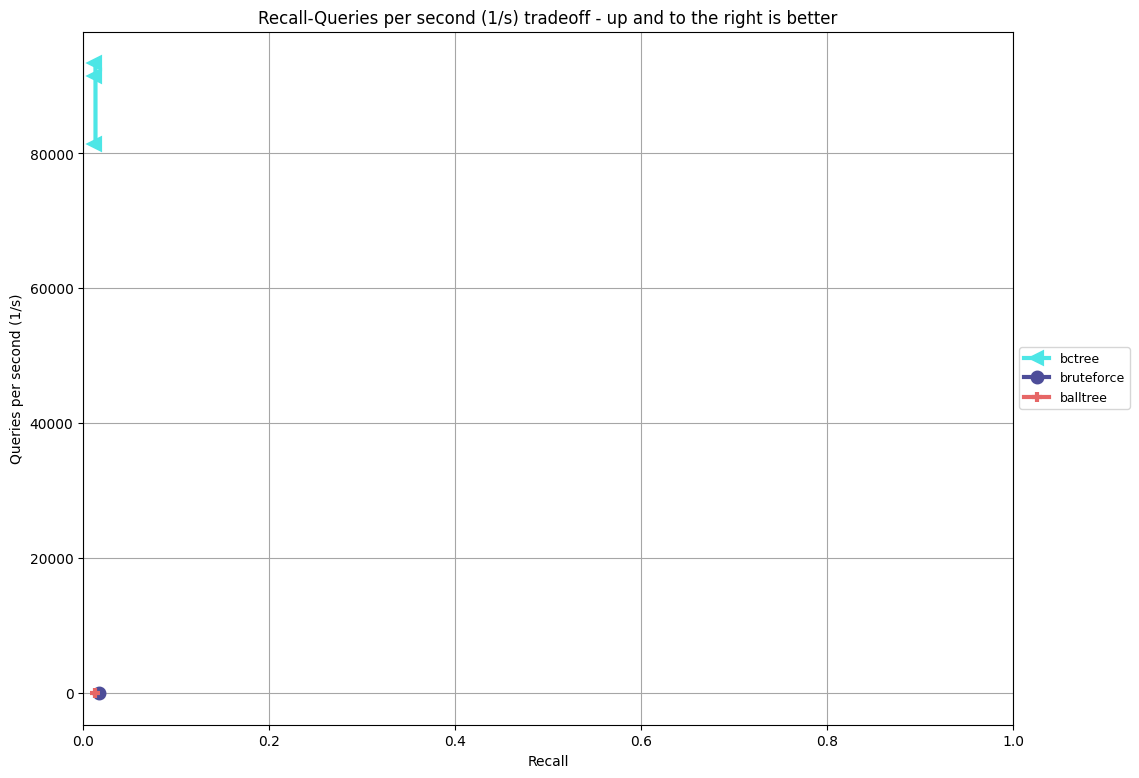 Recall-Queries per second (1/s) tradeoff - up and to the right is better
80000
60000
40000
20000
0
Queries per second (1/s)
0.0 0.2 0.4 0.6 0.8 1.0
Recall
bctree
bruteforce
balltree